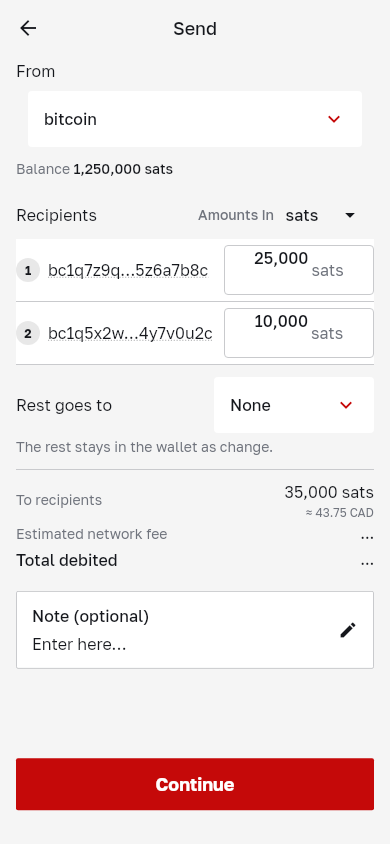 Send
From
bitcoin
Balance 1,250,000 sats
Recipients Amounts In sats
1 bc1q7z9q...5z6a7b8c 25,000 sats
2 bc1q5x2w...4y7v0u2c 10,000 sats
Rest goes to None
The rest stays in the wallet as change.
To recipients 35,000 sats
≈ 43.75 CAD
Estimated network fee ...
Total debited ...
Note (optional)
Enter here...
Continue